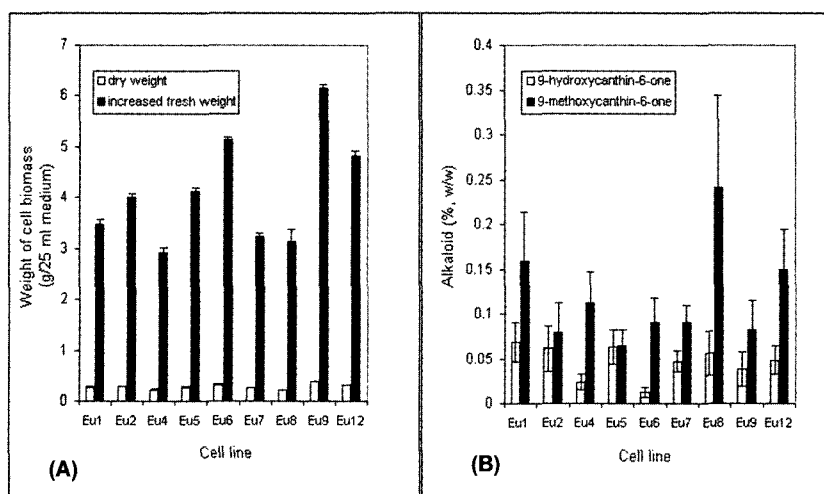 7
6
5
4
3
2
1
0
Weight of cell biomass
(g/25 ml medium)
dry weight
increased fresh weight
Eu1 Eu2 Eu4 Eu5 Eu6 Eu7 Eu8 Eu9 Eu12
Cell line
(A)
0.4
0.35
0.3
0.25
0.2
0.15
0.1
0.05
0
Alkaloid (%, w/w)
9-hydroxycanthin-6-one
9-methoxycanthin-6-one
Eu1 Eu2 Eu4 Eu5 Eu6 Eu7 Eu8 Eu9 Eu12
Cell line
(B)